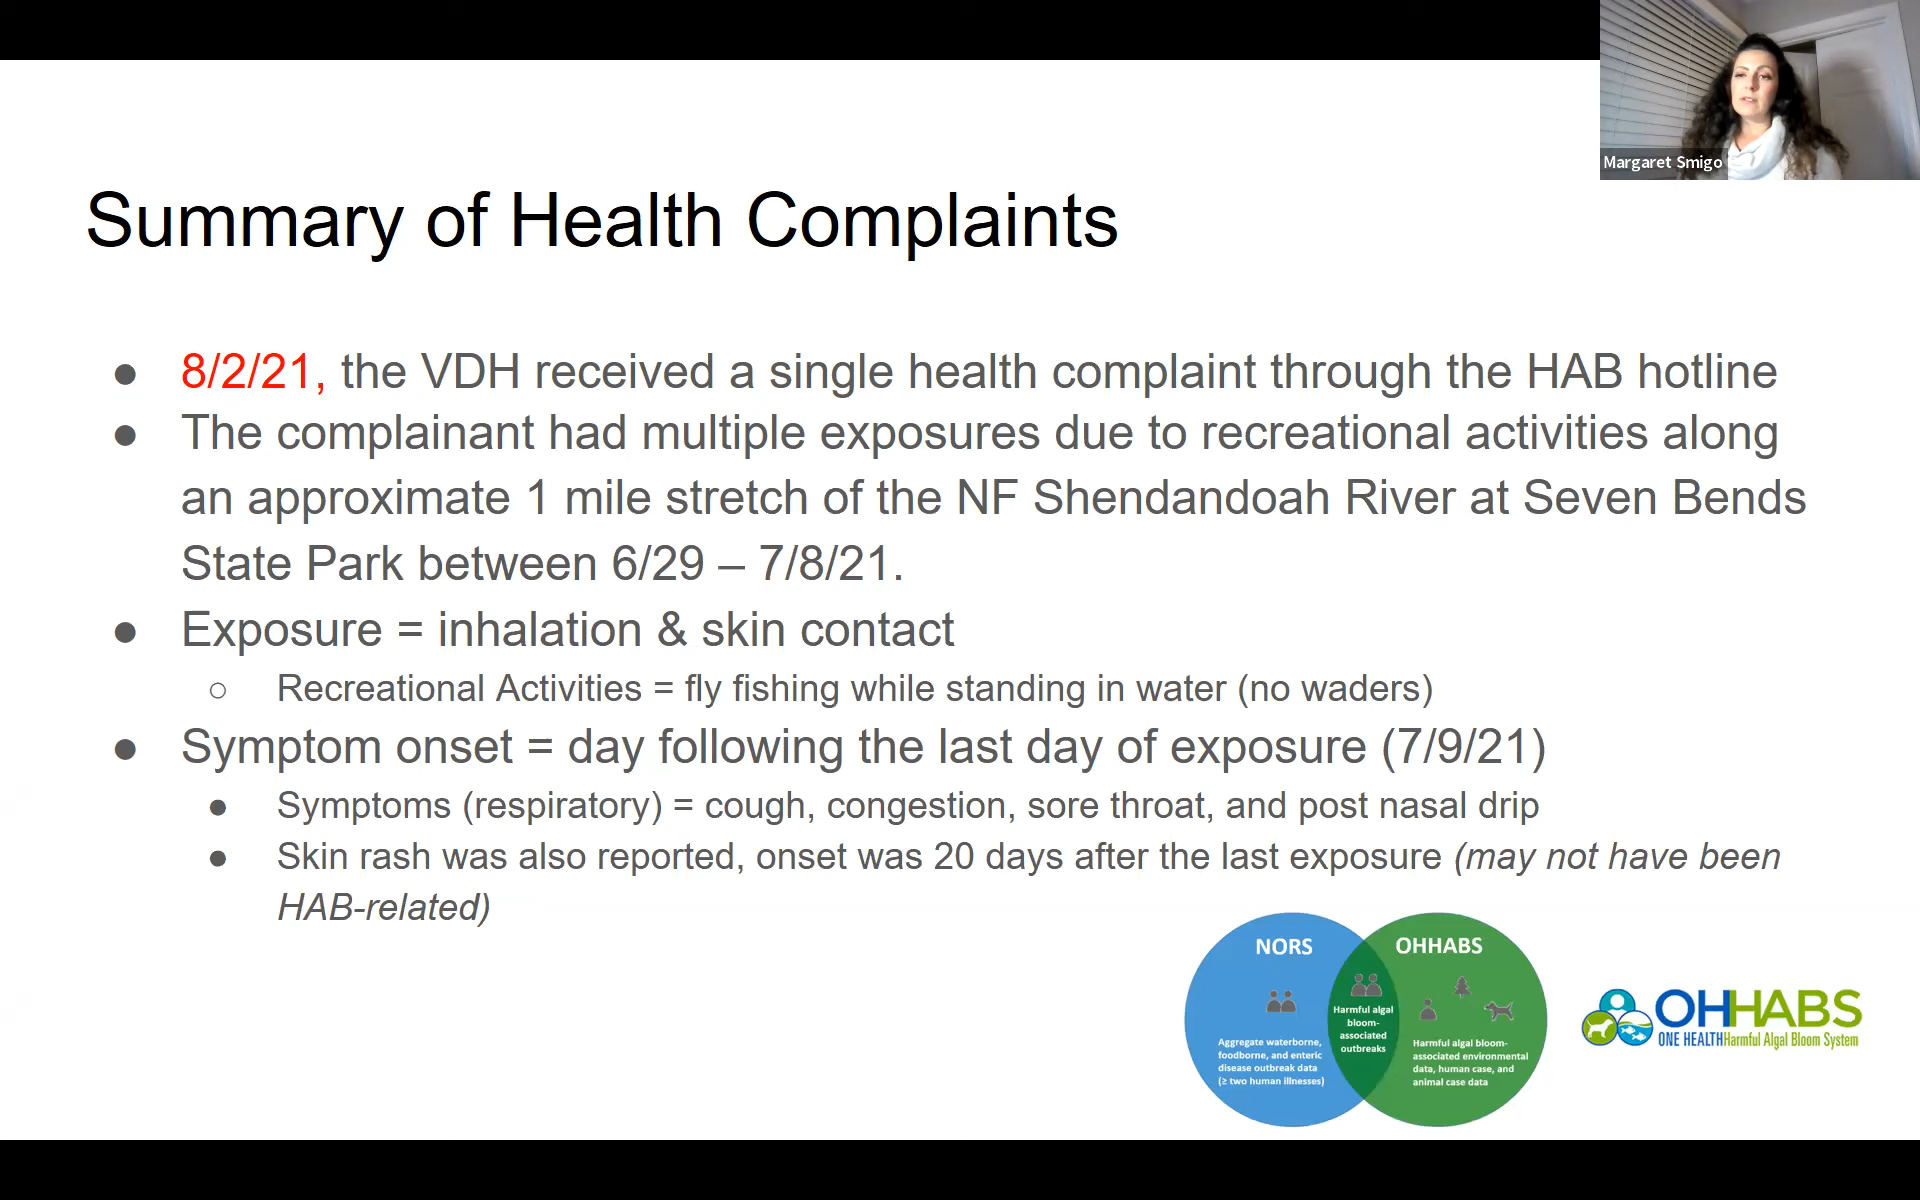 Margaret Smigo
Summary of Health Complaints
● 8/2/21, the VDH received a single health complaint through the HAB hotline
● The complainant had multiple exposures due to recreational activities along
an approximate 1 mile stretch of the NF Shendandoah River at Seven Bends
State Park between 6/29 – 7/8/21.
● Exposure = inhalation & skin contact
○ Recreational Activities = fly fishing while standing in water (no waders)
● Symptom onset = day following the last day of exposure (7/9/21)
● Symptoms (respiratory) = cough, congestion, sore throat, and post nasal drip
● Skin rash was also reported, onset was 20 days after the last exposure (may not have been
HAB-related)
NORS
Aggregate waterborne,
foodborne, and enteric
disease outbreak data
(≥ two human illnesses)
Harmful algal
bloom-
associated
outbreaks
OHHABS
Harmful algal bloom-
associated environmental
data, human case, and
animal case data
OHHABS
ONE HEALTH Harmful Algal Bloom System